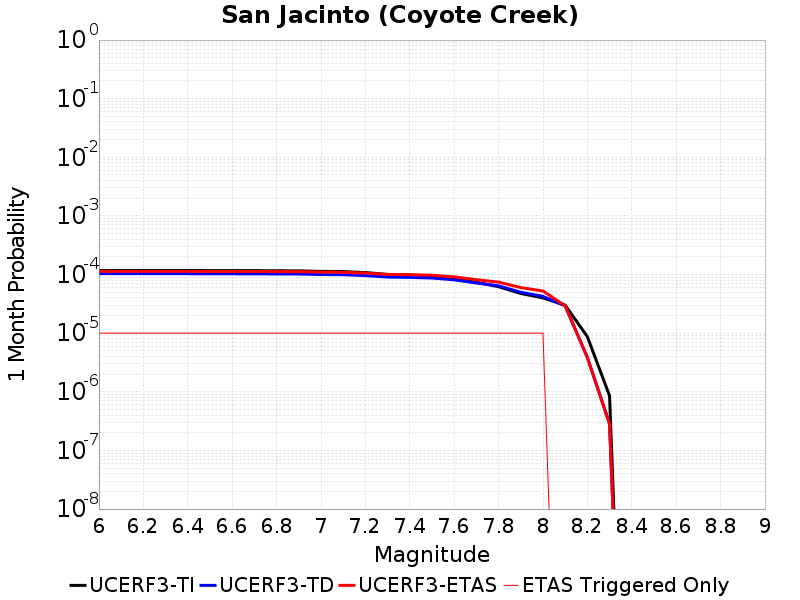 San Jacinto (Coyote Creek)
1 Month Probability
10^0
10^-1
10^-2
10^-3
10^-4
10^-5
10^-6
10^-7
10^-8
6 6.2 6.4 6.6 6.8 7 7.2 7.4 7.6 7.8 8 8.2 8.4 8.6 8.8 9
Magnitude
UCERF3-TI UCERF3-TD UCERF3-ETAS ETAS Triggered Only